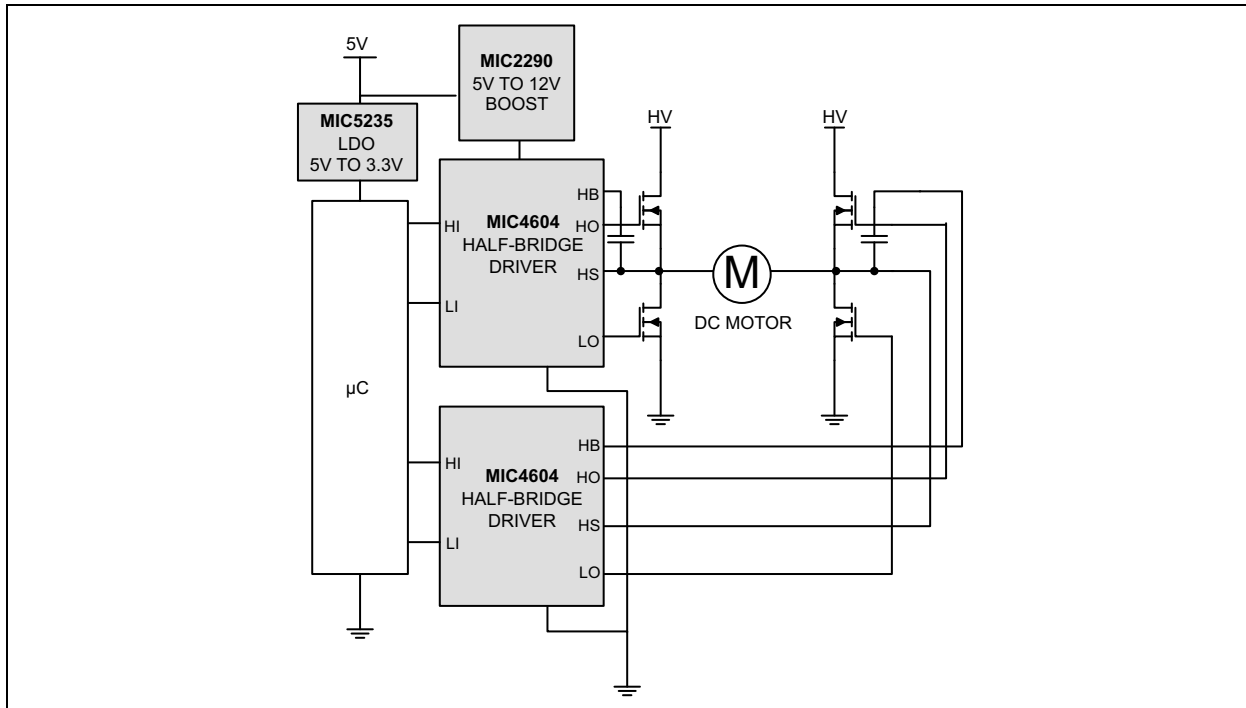 5V
MIC2290
5V TO 12V
BOOST
MIC5235
LDO
5V TO 3.3V
HV
HV
HB
HI
MIC4604
HO
HALF-BRIDGE
DRIVER
HS
M
LI
DC MOTOR
LO
µC
HB
HI
MIC4604
HO
HALF-BRIDGE
DRIVER
HS
LI
LO